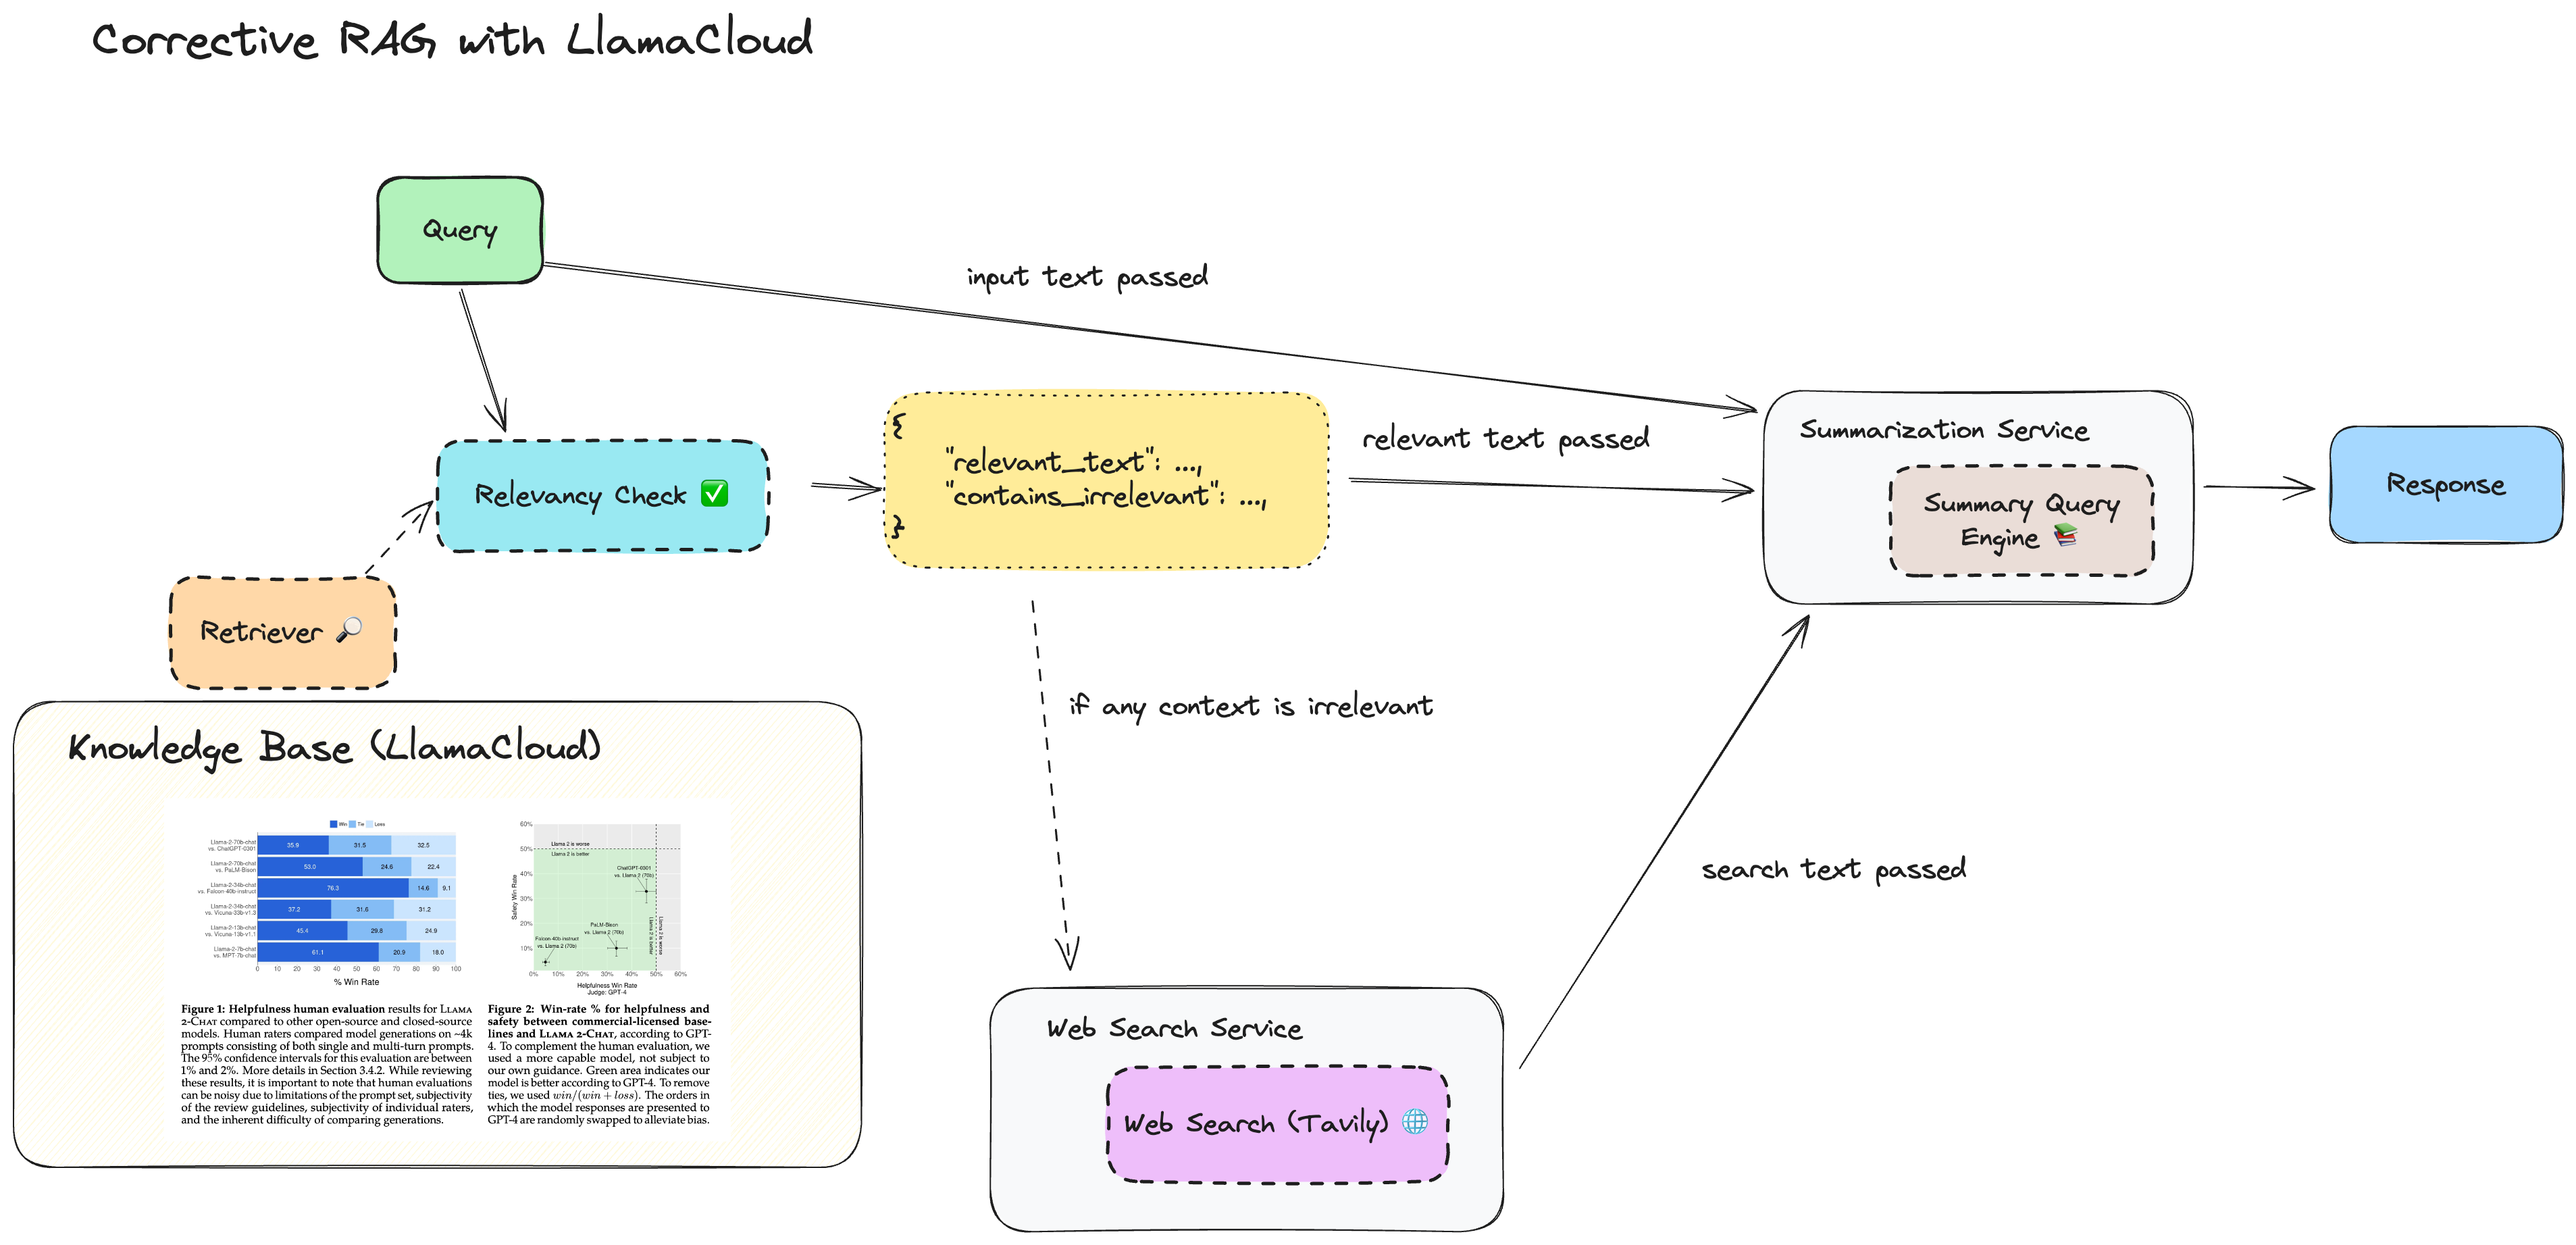 Corrective RAG with LlamaCloud
Query
input text passed
Relevancy Check ✅
{
"relevant_text": ...,
"contains_irrelevant": ...,
}
relevant text passed
Summarization Service
Summary Query
Engine 📚
Response
Retriever 🔎
if any context is irrelevant
Knowledge Base (LlamaCloud)
Win Tie Loss
Llama-2-70b-chat
vs. ChatGPT-0301
35.9 31.5 32.5
Llama-2-70b-chat
vs. PaLM-Bison
53.0 24.6 22.4
Llama-2-34b-chat
vs. Falcon-40b-instruct
76.3 14.6 9.1
Llama-2-34b-chat
vs. Vicuna-33b-v1.3
37.2 31.6 31.2
Llama-2-13b-chat
vs. Vicuna-13b-v1.1
45.4 29.8 24.9
Llama-2-7b-chat
vs. MPT-7b-chat
61.1 20.9 18.0
0 10 20 30 40 50 60 70 80 90 100
% Win Rate
60%
50%
40%
30%
20%
10%
Safety Win Rate
Llama 2 is worse
Llama 2 is better
ChatGPT-0301
vs. Llama 2 (70b)
PaLM-Bison
vs. Llama 2 (70b)
Falcon-40b-instruct
vs. Llama 2 (70b)
Llama 2 is better
Llama 2 is worse
0% 10% 20% 30% 40% 50% 60%
Helpfulness Win Rate
Judge: GPT-4
Figure 1: Helpfulness human evaluation results for Llama
2-Chat compared to other open-source and closed-source
models. Human raters compared model generations on ~4k
prompts consisting of both single and multi-turn prompts.
The 95% confidence intervals for this evaluation are between
1% and 2%. More details in Section 3.4.2. While reviewing
these results, it is important to note that human evaluations
can be noisy due to limitations of the prompt set, subjectivity
of the review guidelines, subjectivity of individual raters,
and the inherent difficulty of comparing generations.
Figure 2: Win-rate % for helpfulness and
safety between commercial-licensed base-
lines and Llama 2-Chat, according to GPT-
4. To complement the human evaluation, we
used a more capable model, not subject to
our own guidance. Green area indicates our
model is better according to GPT-4. To remove
ties, we used win/(win + loss). The orders in
which the model responses are presented to
GPT-4 are randomly swapped to alleviate bias.
search text passed
Web Search Service
Web Search (Tavily) 🌐